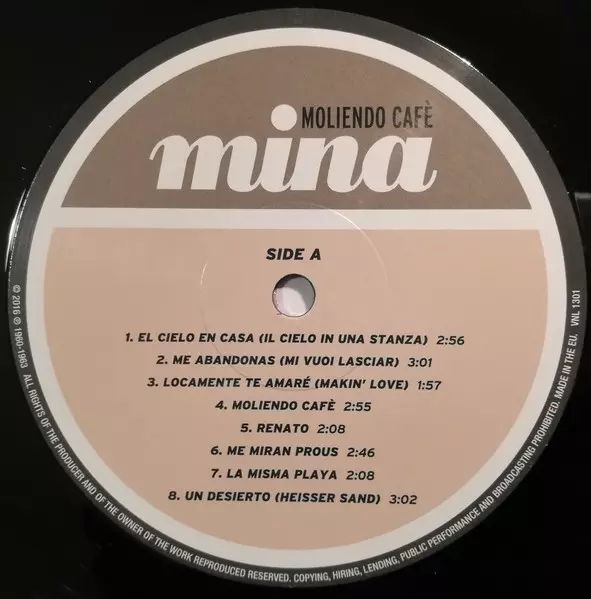 MOLIENDO CAFÈ
mina
SIDE A
1. EL CIELO EN CASA (IL CIELO IN UNA STANZA) 2:56
2. ME ABANDONAS (MI VUOI LASCIAR) 3:01
3. LOCAMENTE TE AMARÉ (MAKIN' LOVE) 1:57
4. MOLIENDO CAFÈ 2:55
5. RENATO 2:08
6. ME MIRAN PROUS 2:46
7. LA MISMA PLAYA 2:08
8. UN DESIERTO (HEISSER SAND) 3:02
© 2016 ℗ 1960-1963 ALL RIGHTS OF THE PRODUCER AND OF THE OWNER OF THE WORK REPRODUCED RESERVED. COPYING, HIRING, LENDING, PUBLIC PERFORMANCE AND BROADCASTING PROHIBITED. MADE IN THE EU. VNL 1301